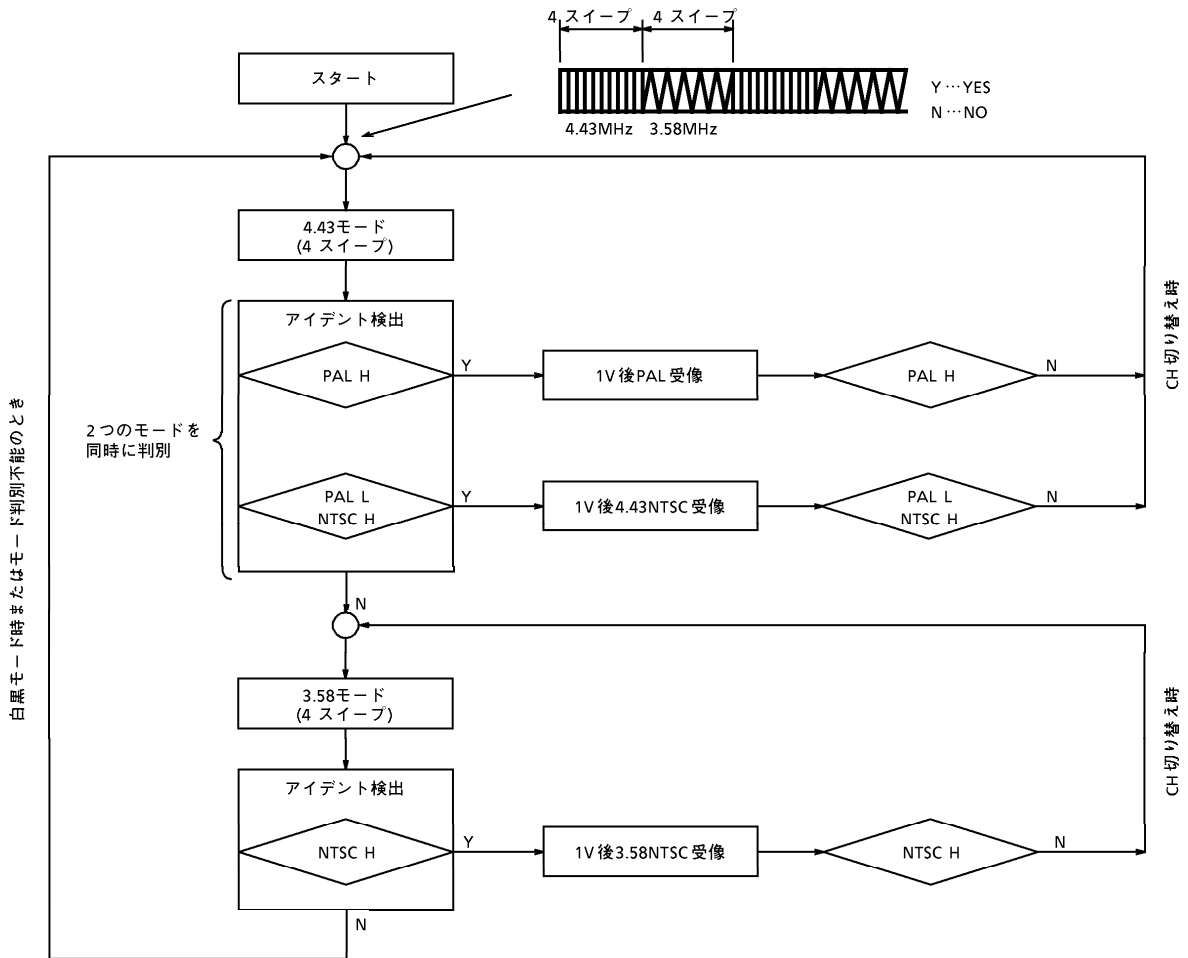 4 スイープ 4 スイープ
スタート
Y …YES
N …NO
4.43MHz 3.58MHz
4.43モード
(4 スイープ)
アイデント検出
PAL H
Y
1V 後PAL 受像
PAL H
N
2つのモードを
同時に判別
PAL L
NTSC H
Y
1V 後4.43NTSC 受像
PAL L
NTSC H
N
CH 切り替え時
N
白黒モード時またはモード判別不能のとき
3.58モード
(4 スイープ)
アイデント検出
NTSC H
Y
1V 後3.58NTSC 受像
NTSC H
N
CH 切り替え時
N